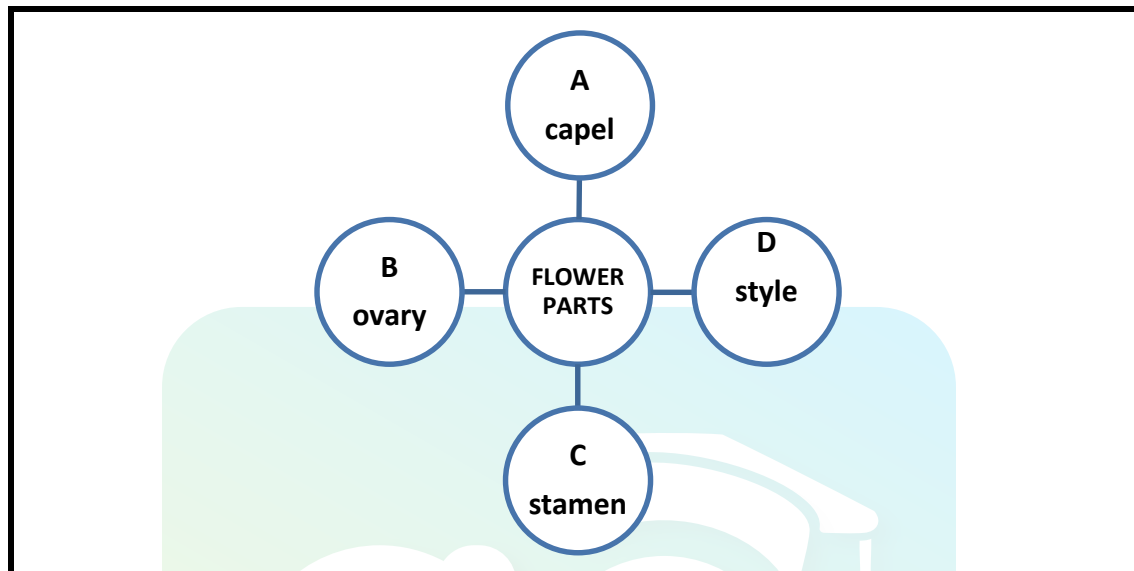 A
capel
B
ovary
FLOWER
PARTS
D
style
C
stamen